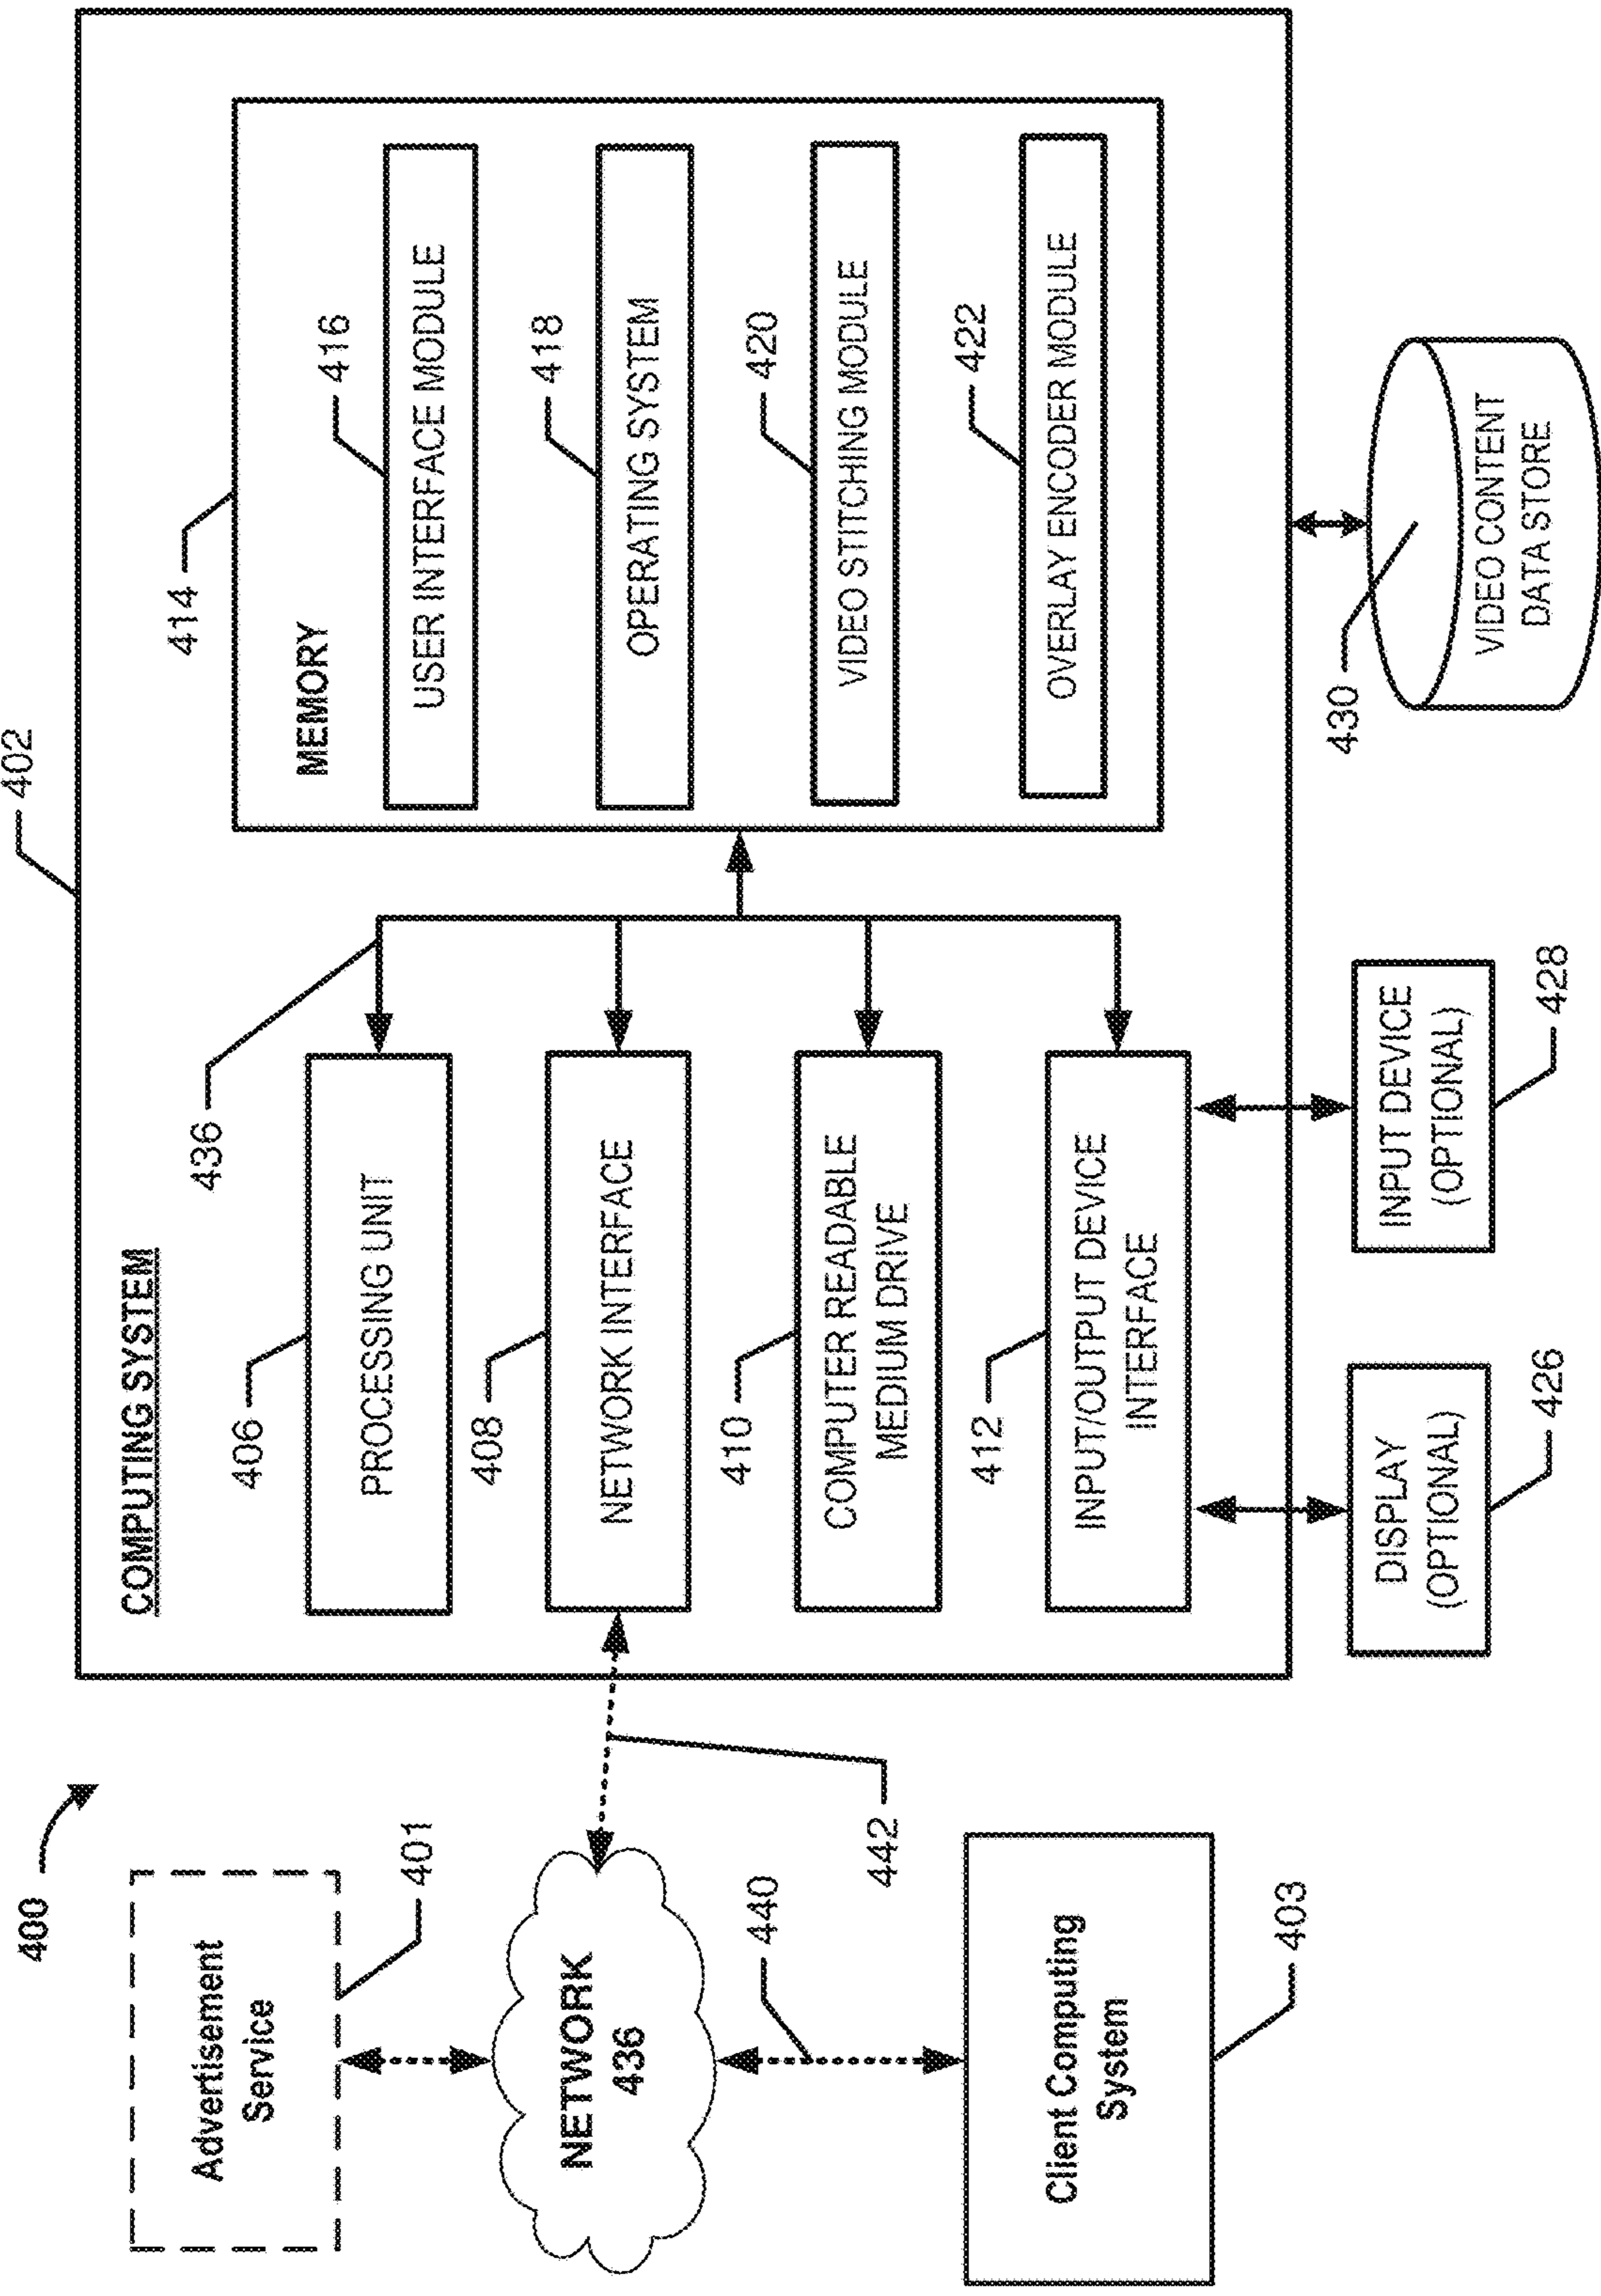 400
402
Advertisement
Service
401
NETWORK
436
440
442
Client Computing
System
403
COMPUTING SYSTEM
436
406
PROCESSING UNIT
408
NETWORK INTERFACE
410
COMPUTER READABLE
MEDIUM DRIVE
412
INPUT/OUTPUT DEVICE
INTERFACE
414
MEMORY
416
USER INTERFACE MODULE
418
OPERATING SYSTEM
420
VIDEO STITCHING MODULE
422
OVERLAY ENCODER MODULE
DISPLAY
(OPTIONAL)
426
INPUT DEVICE
(OPTIONAL)
428
430
VIDEO CONTENT
DATA STORE